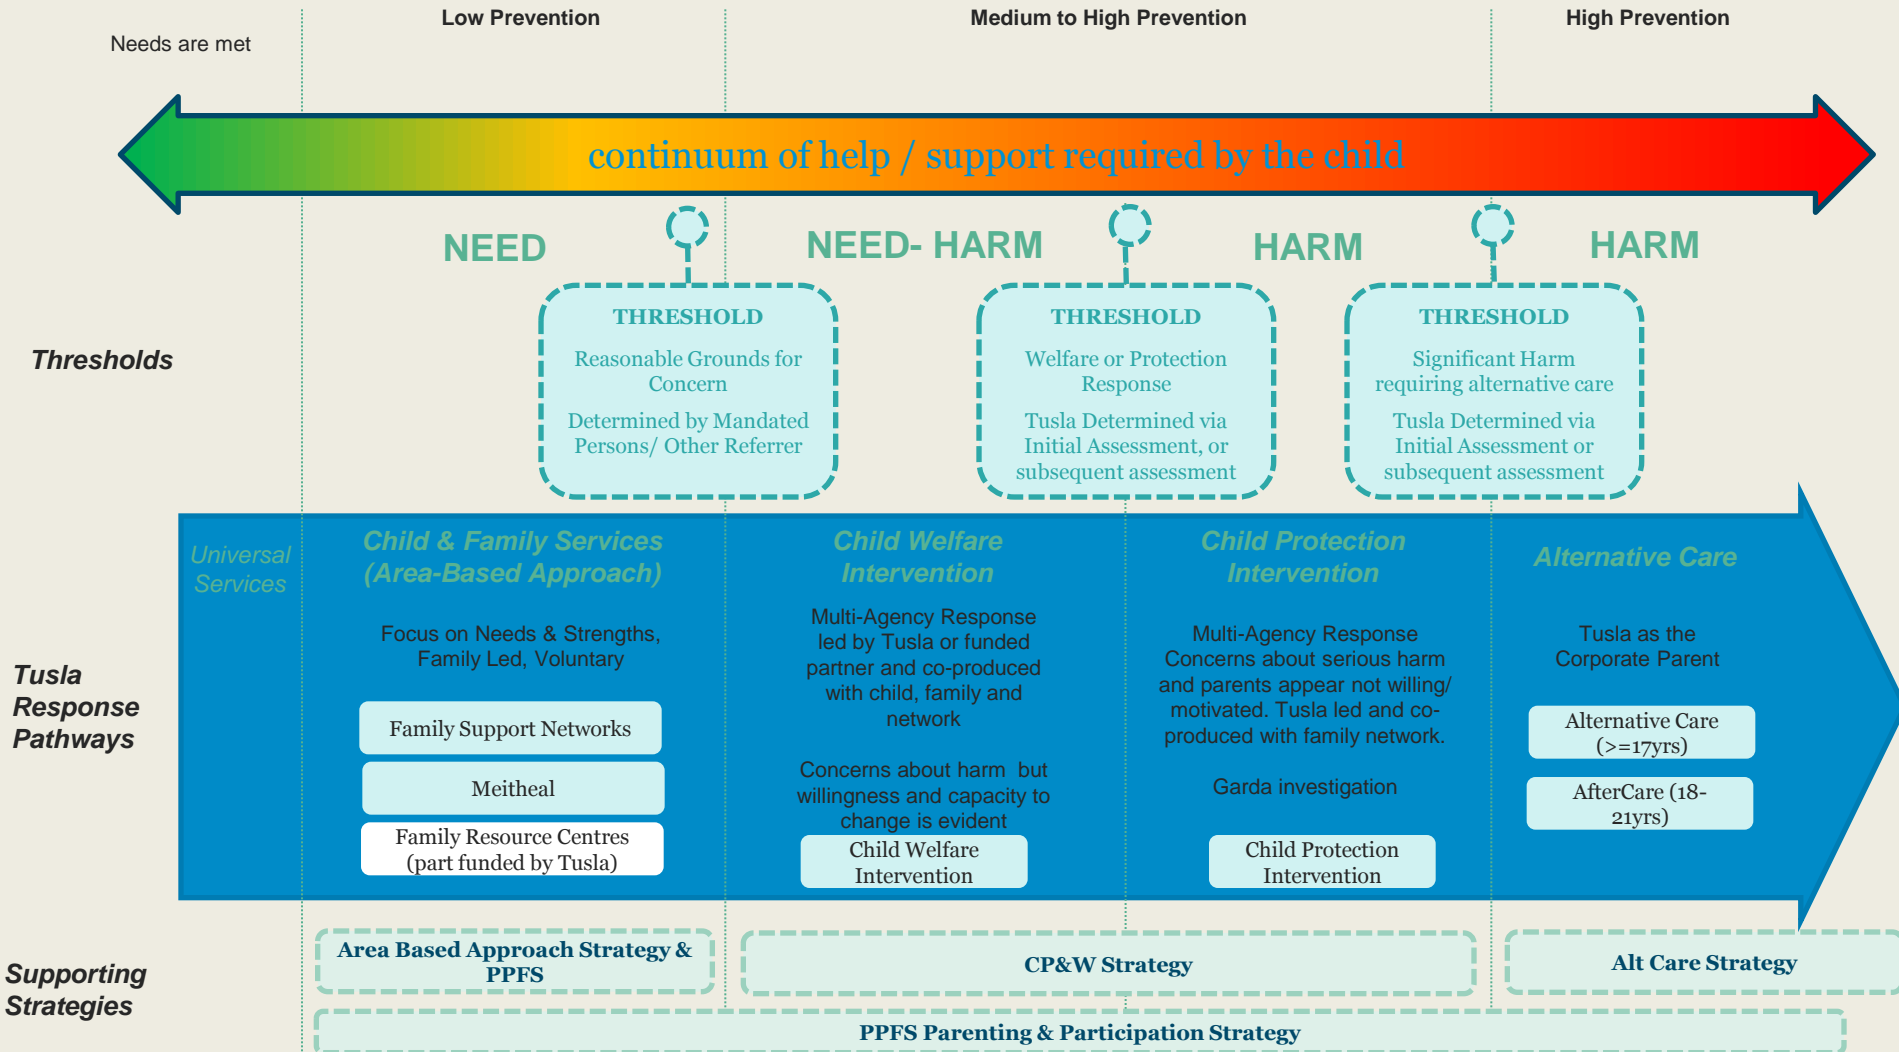 Low Prevention
Medium to High Prevention
High Prevention
Needs are met
continuum of help / support required by the child
NEED
NEED- HARM
HARM
HARM
Thresholds
THRESHOLD
Reasonable Grounds for
Concern
Determined by Mandated
Persons/ Other Referrer
THRESHOLD
Welfare or Protection
Response
Tusla Determined via
Initial Assessment, or
subsequent assessment
THRESHOLD
Significant Harm
requiring alternative care
Tusla Determined via
Initial Assessment or
subsequent assessment
Tusla
Response
Pathways
Universal
Services
Child & Family Services
(Area-Based Approach)
Focus on Needs & Strengths,
Family Led, Voluntary
Family Support Networks
Meitheal
Family Resource Centres
(part funded by Tusla)
Child Welfare
Intervention
Multi-Agency Response
led by Tusla or funded
partner and co-produced
with child, family and
network
Concerns about harm  but
willingness and capacity to
change is evident
Child Welfare
Intervention
Child Protection
Intervention
Multi-Agency Response
Concerns about serious harm
and parents appear not willing/
motivated. Tusla led and co-
produced with family network.
Garda investigation
Child Protection
Intervention
Alternative Care
Tusla as the
Corporate Parent
Alternative Care
(>=17yrs)
AfterCare (18-
21yrs)
Supporting
Strategies
Area Based Approach Strategy &
PPFS
CP&W Strategy
Alt Care Strategy
PPFS Parenting & Participation Strategy